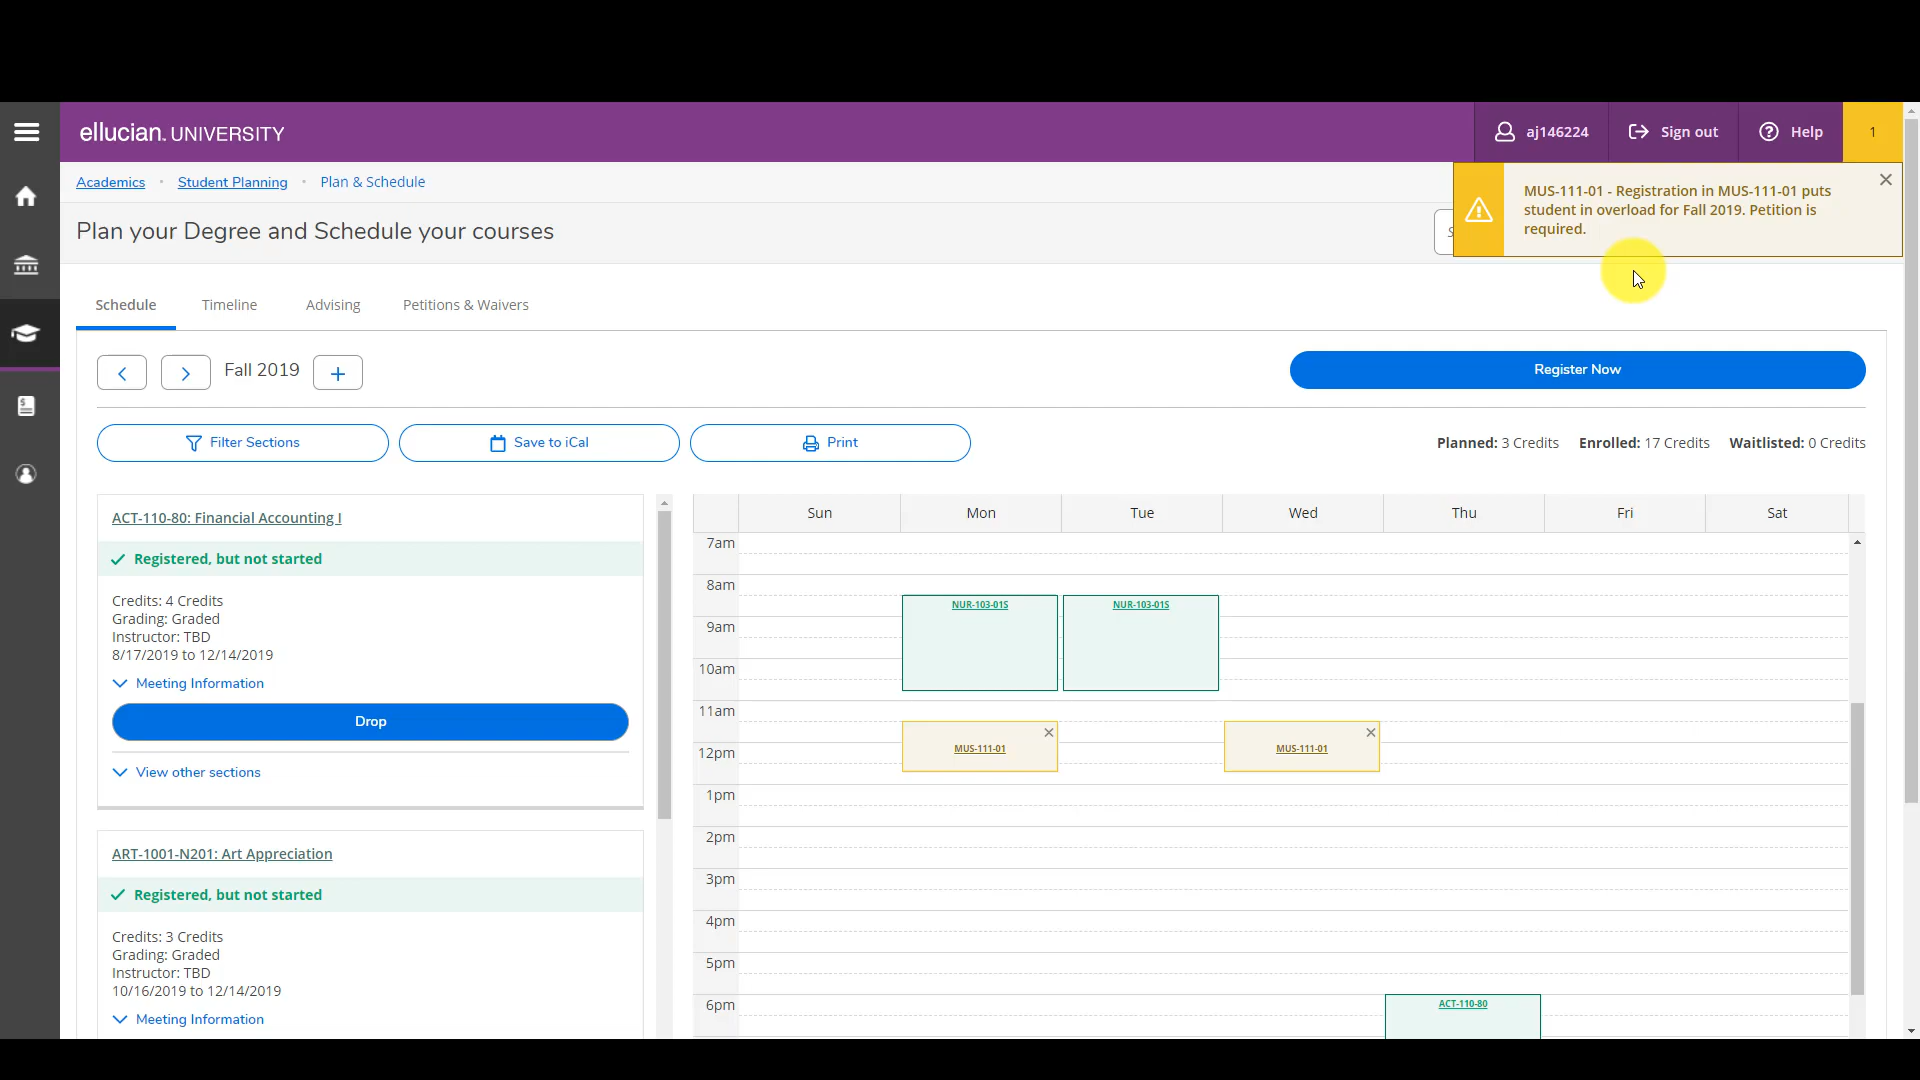 ellucian. UNIVERSITY
aj146224
Sign out
Help
1
Academics · Student Planning · Plan & Schedule
MUS-111-01 - Registration in MUS-111-01 puts
student in overload for Fall 2019. Petition is
required.
Plan your Degree and Schedule your courses
Schedule
Timeline
Advising
Petitions & Waivers
Fall 2019
Register Now
Filter Sections
Save to iCal
Print
Planned: 3 Credits Enrolled: 17 Credits Waitlisted: 0 Credits
ACT-110-80: Financial Accounting I
Registered, but not started
Credits: 4 Credits
Grading: Graded
Instructor: TBD
8/17/2019 to 12/14/2019
Meeting Information
Drop
View other sections
ART-1001-N201: Art Appreciation
Registered, but not started
Credits: 3 Credits
Grading: Graded
Instructor: TBD
10/16/2019 to 12/14/2019
Meeting Information
Sun Mon Tue Wed Thu Fri Sat
7am
8am
NUR-103-01S NUR-103-01S
9am
10am
11am
MUS-111-01 MUS-111-01
12pm
1pm
2pm
3pm
4pm
5pm
6pm
ACT-110-80